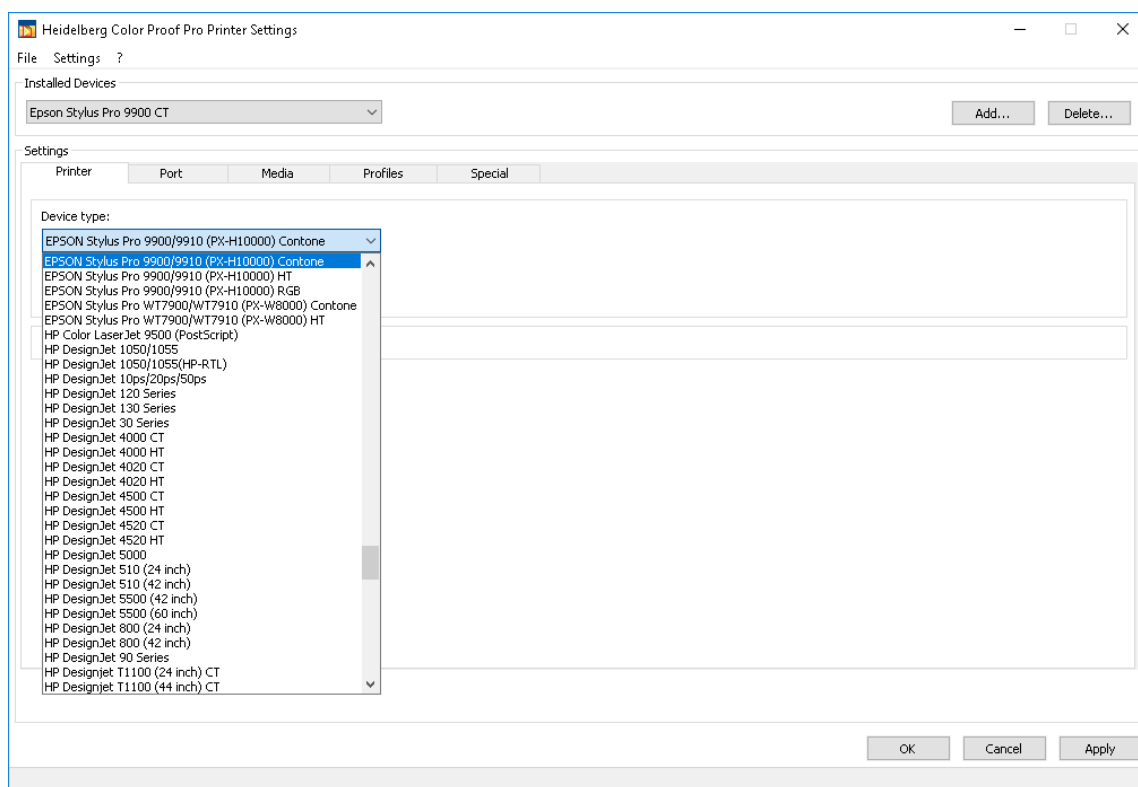 Heidelberg Color Proof Pro Printer Settings
File Settings ?
Installed Devices
Epson Stylus Pro 9900 CT
Add...
Delete...
Settings
Printer Port Media Profiles Special
Device type:
EPSON Stylus Pro 9900/9910 (PX-H10000) Contone
EPSON Stylus Pro 9900/9910 (PX-H10000) Contone
EPSON Stylus Pro 9900/9910 (PX-H10000) HT
EPSON Stylus Pro 9900/9910 (PX-H10000) RGB
EPSON Stylus Pro WT7900/WT7910 (PX-W8000) Contone
EPSON Stylus Pro WT7900/WT7910 (PX-W8000) HT
HP Color LaserJet 9500 (PostScript)
HP DesignJet 1050/1055
HP DesignJet 1050/1055(HP-RTL)
HP DesignJet 10ps/20ps/50ps
HP DesignJet 120 Series
HP DesignJet 130 Series
HP DesignJet 30 Series
HP DesignJet 4000 CT
HP DesignJet 4000 HT
HP DesignJet 4020 CT
HP DesignJet 4020 HT
HP DesignJet 4500 CT
HP DesignJet 4500 HT
HP DesignJet 4520 CT
HP DesignJet 4520 HT
HP DesignJet 5000
HP DesignJet 510 (24 inch)
HP DesignJet 510 (42 inch)
HP DesignJet 5500 (42 inch)
HP DesignJet 5500 (60 inch)
HP DesignJet 800 (24 inch)
HP DesignJet 800 (42 inch)
HP DesignJet 90 Series
HP Designjet T1100 (24 inch) CT
HP Designjet T1100 (44 inch) CT
OK Cancel Apply